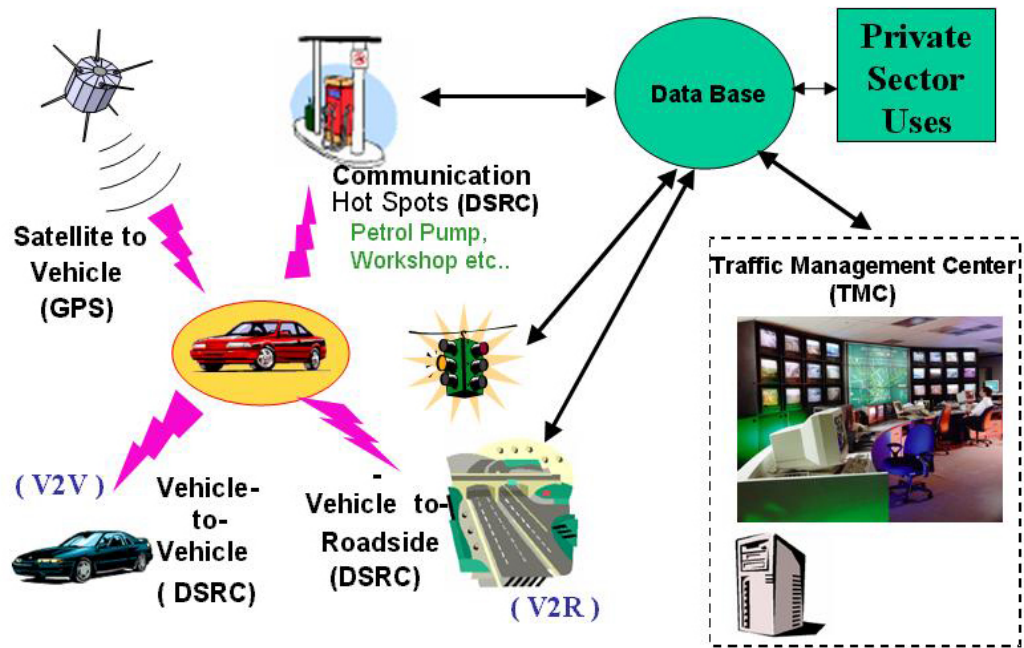 Private
Sector
Uses
Data Base
Communication
Hot Spots (DSRC)
Petrol Pump,
Workshop etc..
Satellite to
Vehicle
(GPS)
Traffic Management Center
(TMC)
( V2V )
Vehicle-
to-
Vehicle
( DSRC)
-
Vehicle to-
Roadside
(DSRC)
( V2R )